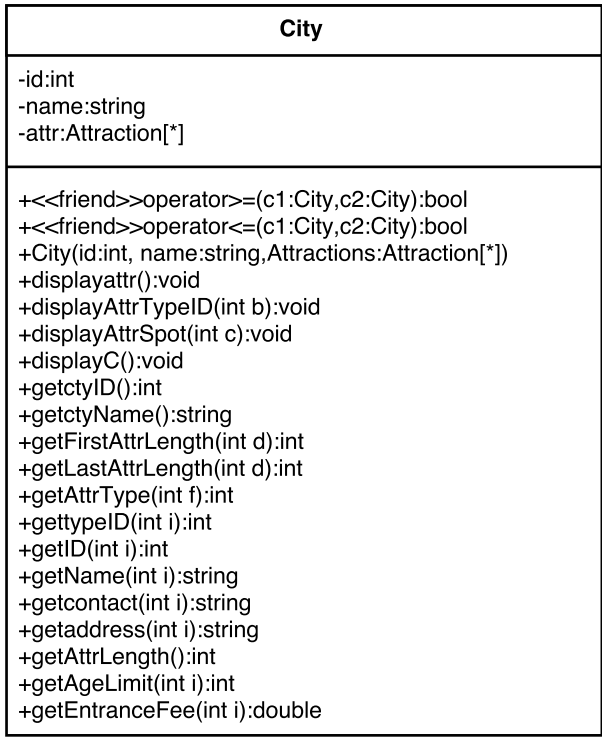 City
-id:int
-name:string
-attr:Attraction[*]
+<<friend>>operator>=(c1:City,c2:City):bool
+<<friend>>operator<=(c1:City,c2:City):bool
+City(id:int, name:string,Attractions:Attraction[*])
+displayattr():void
+displayAttrTypeID(int b):void
+displayAttrSpot(int c):void
+displayC():void
+getctyID():int
+getctyName():string
+getFirstAttrLength(int d):int
+getLastAttrLength(int d):int
+getAttrType(int f):int
+gettypeID(int i):int
+getID(int i):int
+getName(int i):string
+getcontact(int i):string
+getaddress(int i):string
+getAttrLength():int
+getAgeLimit(int i):int
+getEntranceFee(int i):double